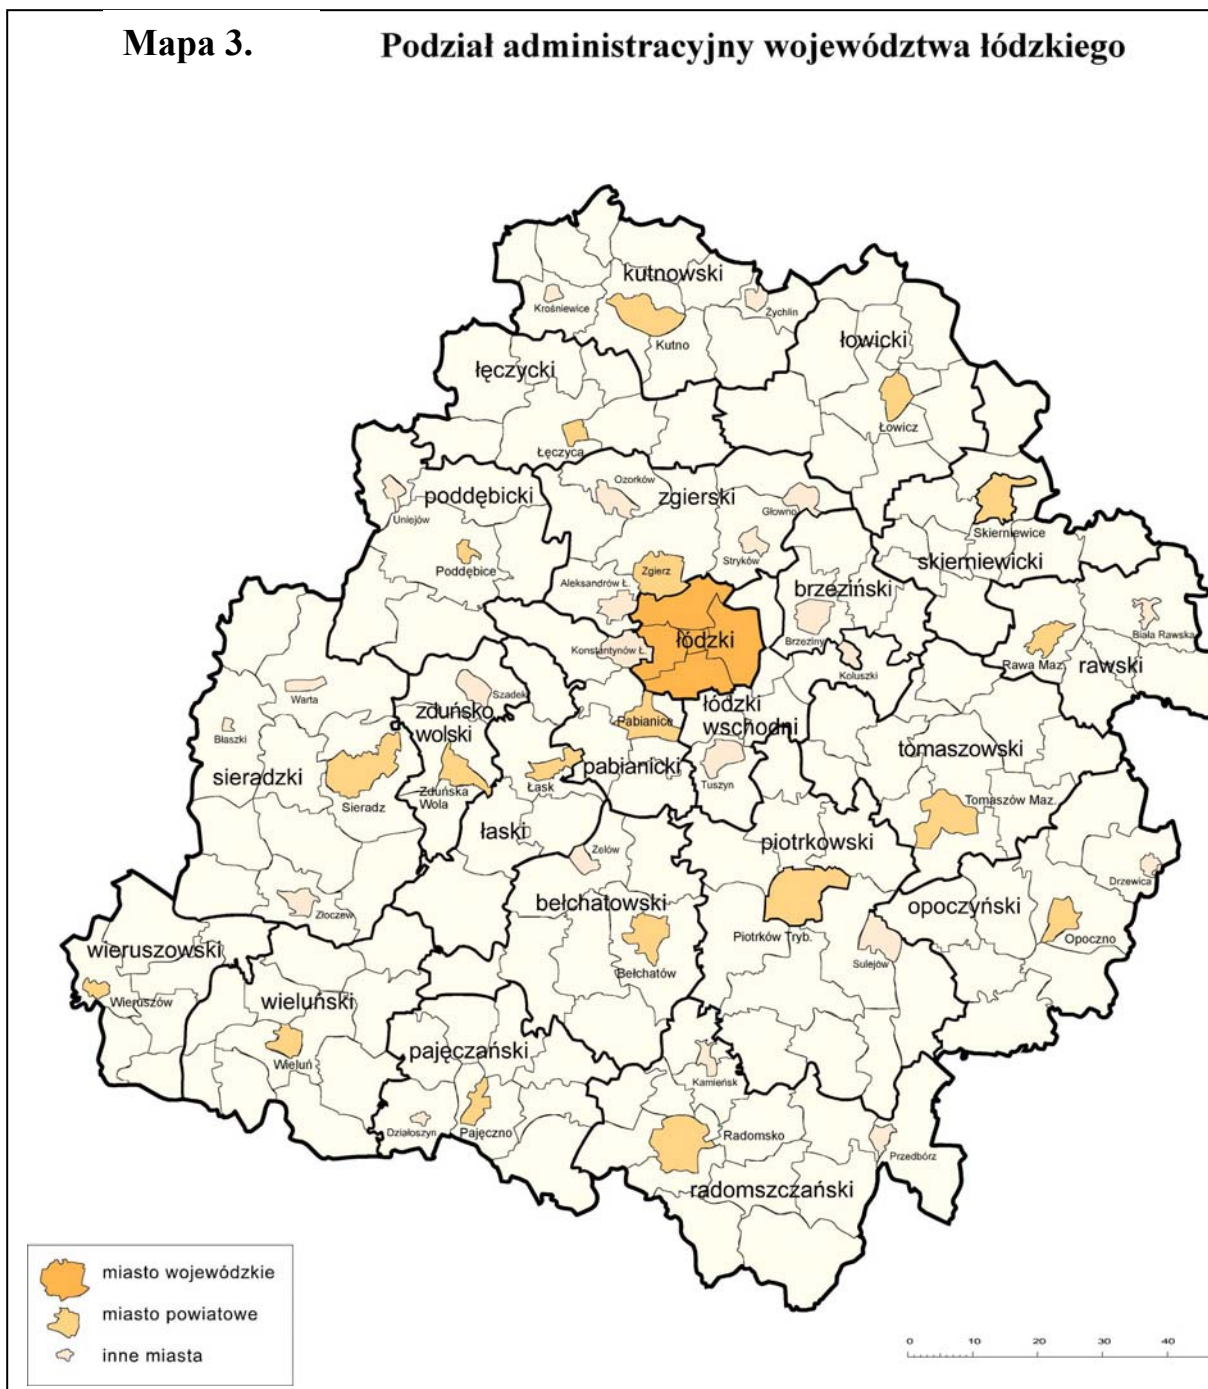 Mapa 3.
Podział administracyjny województwa łódzkiego
kutnowski
Krośniewice
Żychlin
Kutno
łowicki
łęczycki
Łowicz
Łęczyca
Ozorków
poddębicki
zgierski
Uniejów
Głowno
Skierniewice
Poddębice
Stryków
skierniewicki
Zgierz
Aleksandrów Ł.
brzeziński
Biała Rawska
łódzki
Brzeziny
Konstantynów Ł.
Rawa Maz.
rawski
Koluszki
Warta
Szadek
zduńsko
wolski
łódzki
wschodni
Błaszki
Pabianice
tomaszowski
sieradzki
pabianicki
Sieradz
Zduńska
Wola
Łask
Tuszyn
Tomaszów Maz.
łaski
piotrkowski
Zelów
Drzewica
bełchatowski
opoczyński
Złoczew
Piotrków Tryb.
Opoczno
wieruszowski
Bełchatów
Sulejów
Wieruszów
wieluński
pajęczański
Wieluń
Kamieńsk
Działoszyn
Pajęczno
Radomsko
Przedbórz
radomszczański
miasto wojewódzkie
miasto powiatowe
inne miasta
0 10 20 30 40